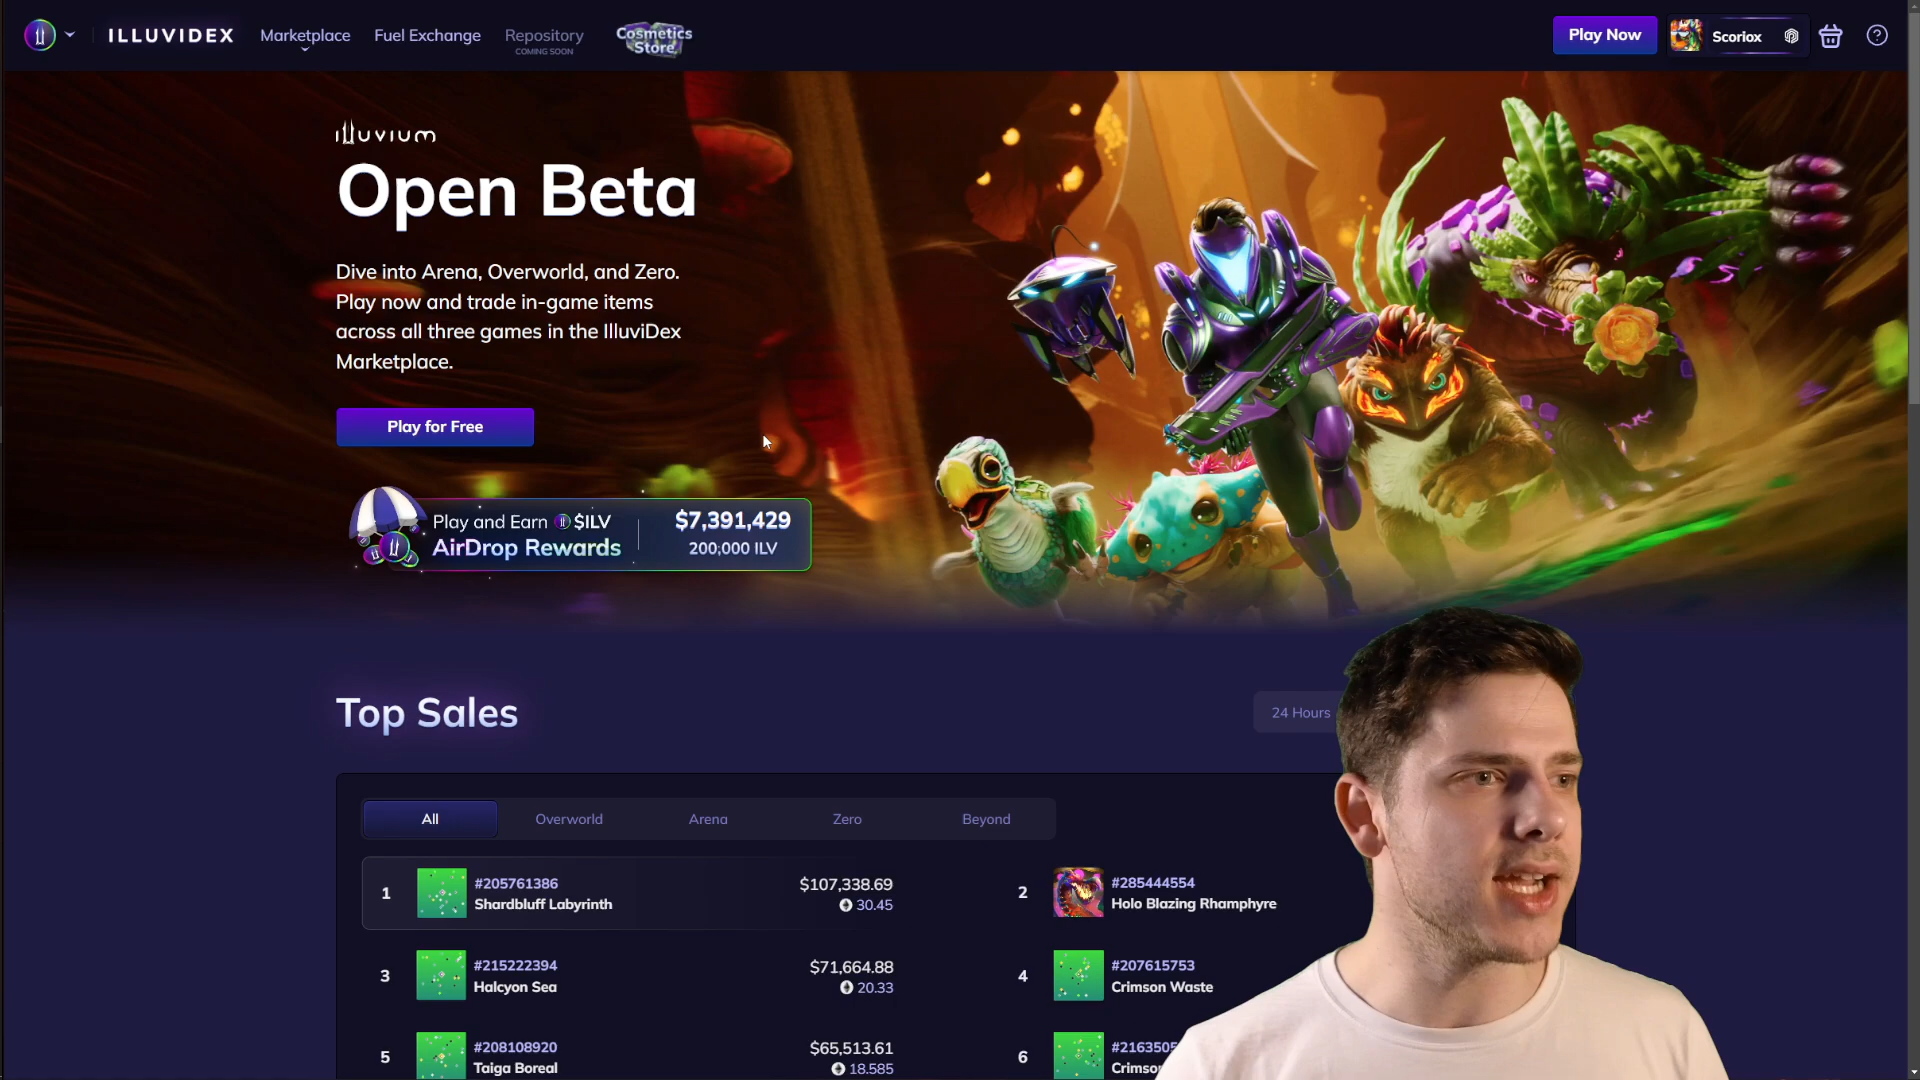 ILLUVIDEX
Marketplace
Fuel Exchange
Repository
COMING SOON
Cosmetics
Store
Play Now
Scoriox
illuvium
Open Beta
Dive into Arena, Overworld, and Zero.
Play now and trade in-game items
across all three games in the IlluviDex
Marketplace.
Play for Free
Play and Earn $ILV
AirDrop Rewards
$7,391,429
200,000 ILV
Top Sales
24 Hours
All
Overworld
Arena
Zero
Beyond
1
#205761386
Shardbluff Labyrinth
$107,338.69
30.45
2
#285444554
Holo Blazing Rhamphyre
3
#215222394
Halcyon Sea
$71,664.88
20.33
4
#207615753
Crimson Waste
5
#208108920
Taiga Boreal
$65,513.61
18.585
6